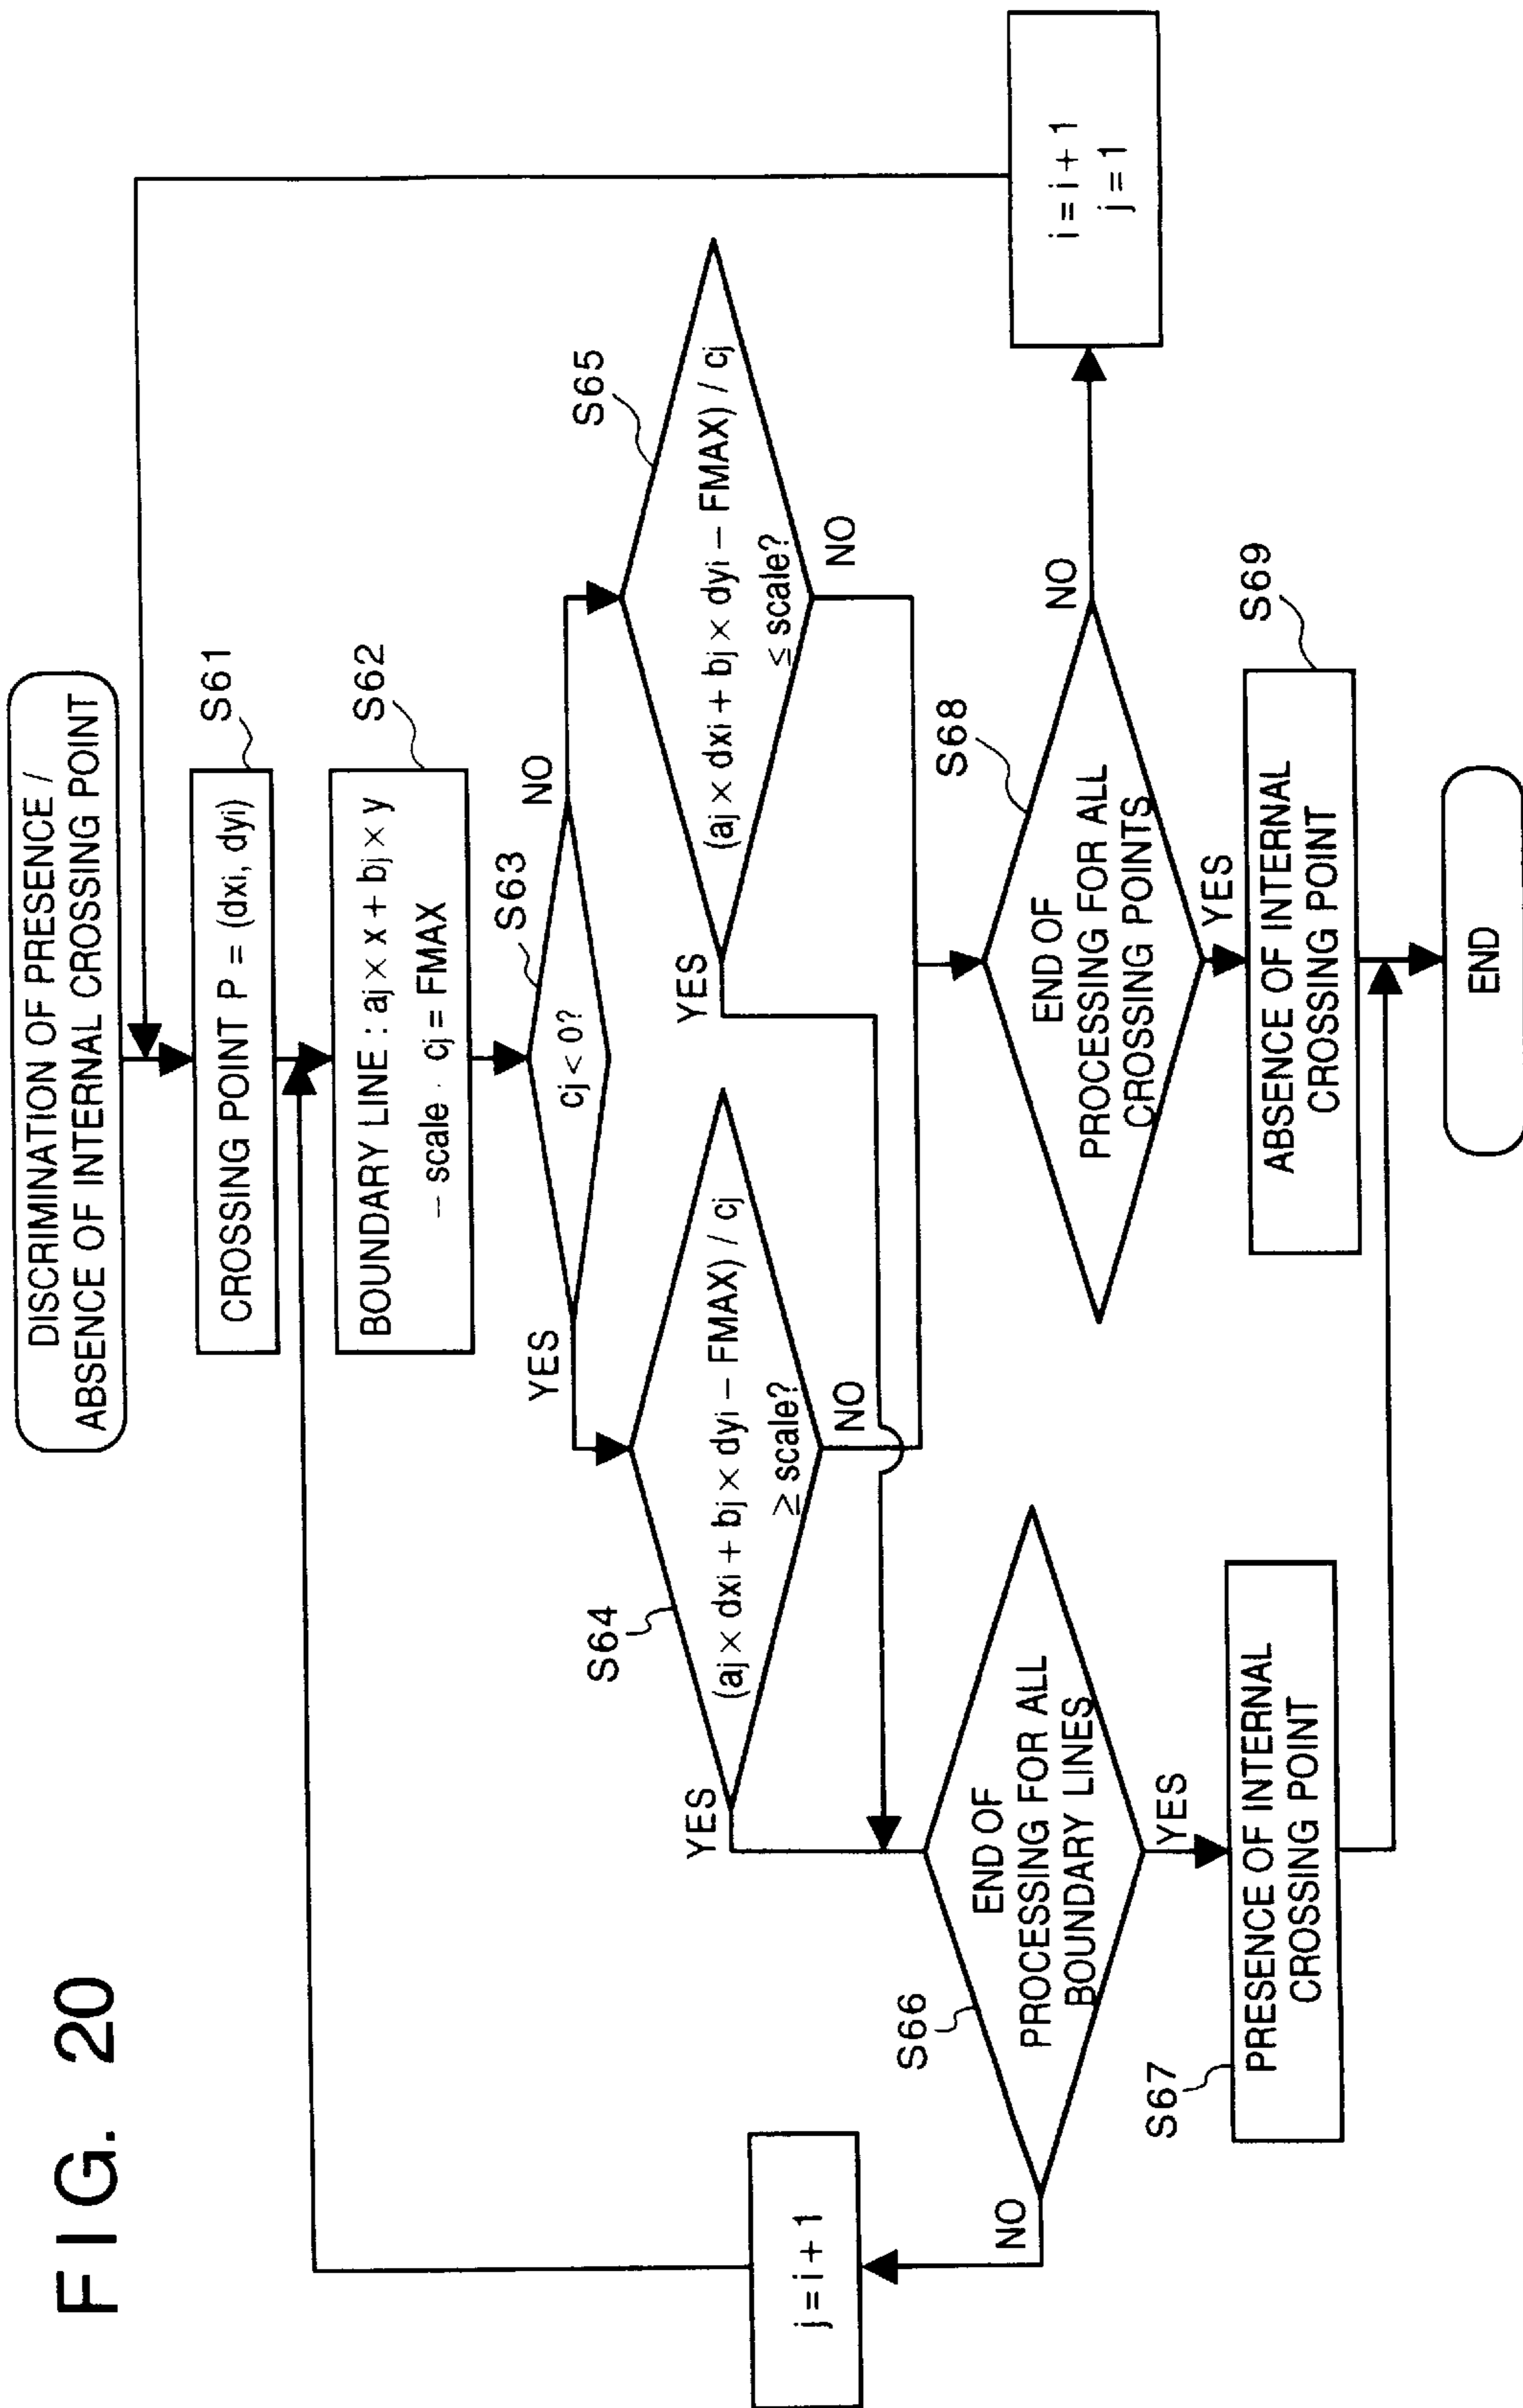 FIG. 20
DISCRIMINATION OF PRESENCE /
ABSENCE OF INTERNAL CROSSING POINT
S61
CROSSING POINT P = (dxi, dyi)
S62
BOUNDARY LINE : aj × x + bj × y
− scale · cj = FMAX
S63
cj < 0?
YES
NO
S64
(aj × dxi + bj × dyi − FMAX) / cj
≥ scale?
YES
NO
S65
(aj × dxi + bj × dyi − FMAX) / cj
≤ scale?
YES
NO
S66
END OF
PROCESSING FOR ALL
BOUNDARY LINES
NO
YES
j = i + 1
S67
PRESENCE OF INTERNAL
CROSSING POINT
S68
END OF
PROCESSING FOR ALL
CROSSING POINTS
NO
YES
i = i + 1
j = 1
S69
ABSENCE OF INTERNAL
CROSSING POINT
END